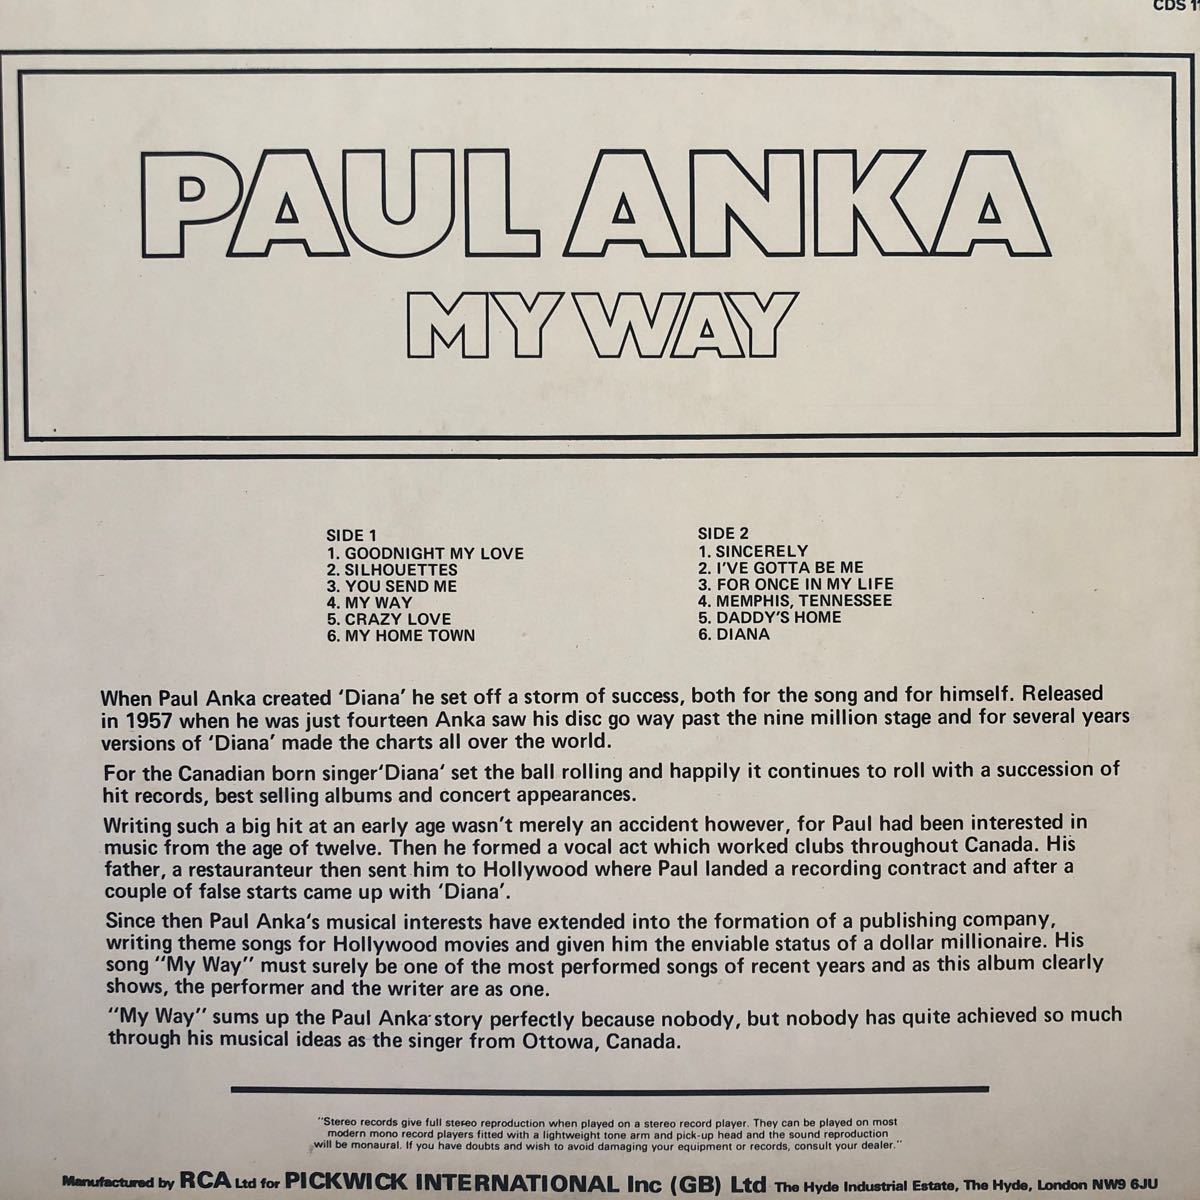 CDS 11
PAUL ANKA
MY WAY
SIDE 1
1. GOODNIGHT MY LOVE
2. SILHOUETTES
3. YOU SEND ME
4. MY WAY
5. CRAZY LOVE
6. MY HOME TOWN
SIDE 2
1. SINCERELY
2. I'VE GOTTA BE ME
3. FOR ONCE IN MY LIFE
4. MEMPHIS, TENNESSEE
5. DADDY'S HOME
6. DIANA
When Paul Anka created ‘Diana’ he set off a storm of success, both for the song and for himself. Released
in 1957 when he was just fourteen Anka saw his disc go way past the nine million stage and for several years
versions of ‘Diana’ made the charts all over the world.
For the Canadian born singer‘Diana’ set the ball rolling and happily it continues to roll with a succession of
hit records, best selling albums and concert appearances.
Writing such a big hit at an early age wasn't merely an accident however, for Paul had been interested in
music from the age of twelve. Then he formed a vocal act which worked clubs throughout Canada. His
father, a restauranteur then sent him to Hollywood where Paul landed a recording contract and after a
couple of false starts came up with ‘Diana’.
Since then Paul Anka's musical interests have extended into the formation of a publishing company,
writing theme songs for Hollywood movies and given him the enviable status of a dollar millionaire. His
song “My Way” must surely be one of the most performed songs of recent years and as this album clearly
shows, the performer and the writer are as one.
“My Way” sums up the Paul Anka story perfectly because nobody, but nobody has quite achieved so much
through his musical ideas as the singer from Ottowa, Canada.
“Stereo records give full stereo reproduction when played on a stereo record player. They can be played on most
modern mono record players fitted with a lightweight tone arm and pick-up head and the sound reproduction
will be monaural. If you have doubts and wish to avoid damaging your equipment or records, consult your dealer.”
Manufactured by RCA Ltd for PICKWICK INTERNATIONAL Inc (GB) Ltd The Hyde Industrial Estate, The Hyde, London NW9 6JU